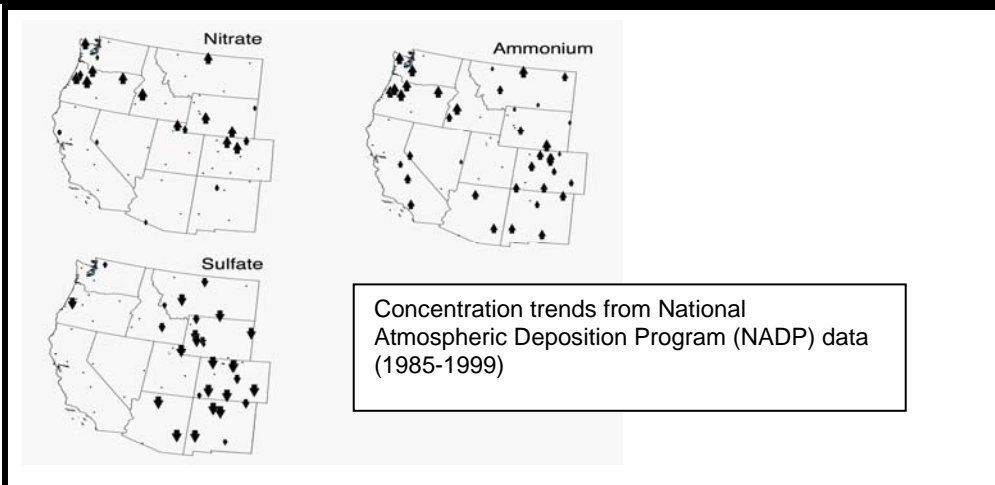 Nitrate
Ammonium
Sulfate
Concentration trends from National
Atmospheric Deposition Program (NADP) data
(1985-1999)